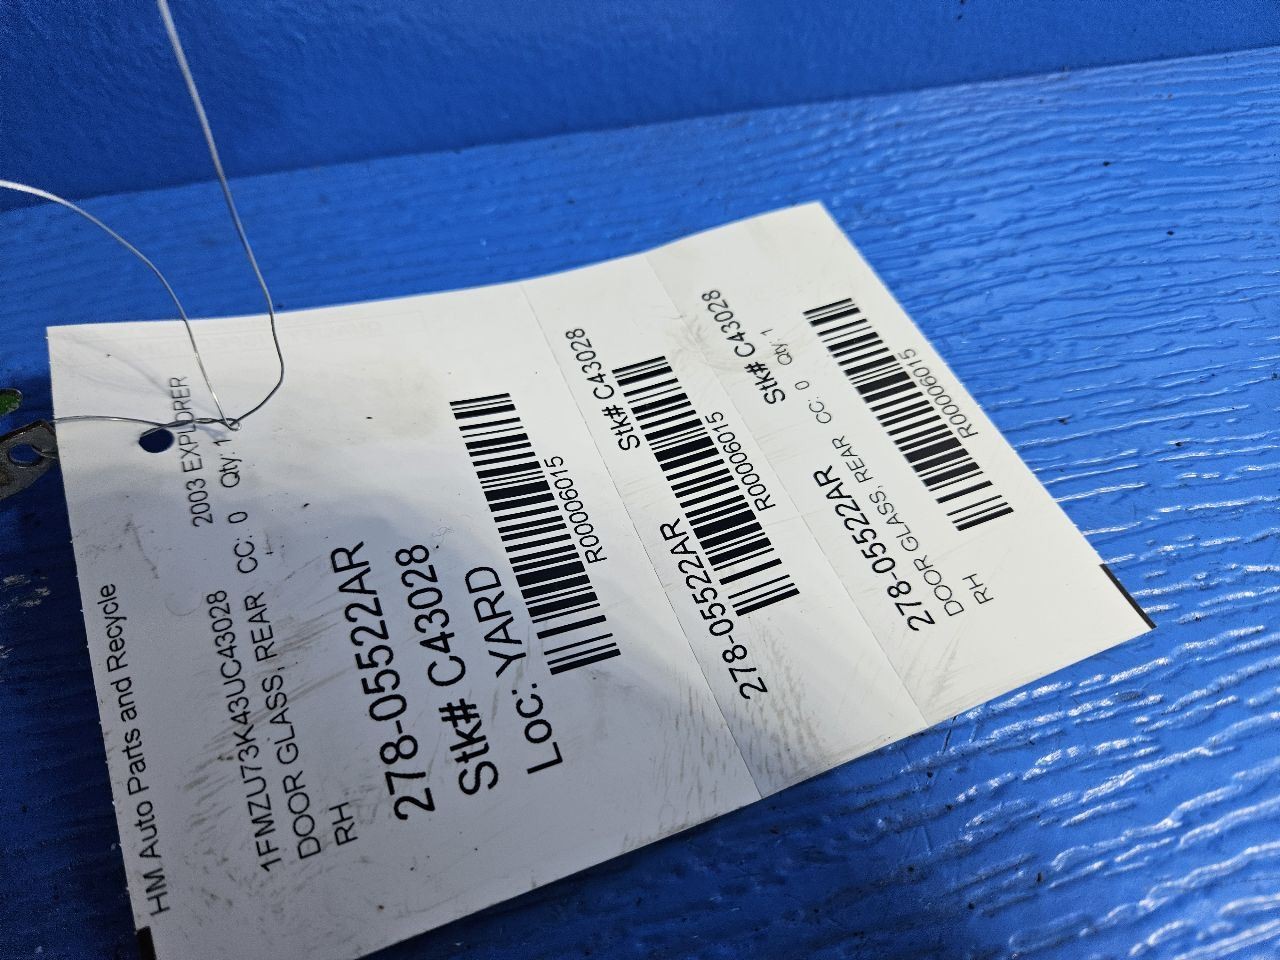 HM Auto Parts and Recycle
1FMZU73K43UC43028 2003 EXPLORER
DOOR GLASS, REAR CC: 0 Qty: 1
RH
278-05522AR
Stk# C43028
Loc: YARD
R00006015
278-05522AR Stk# C43028
R00006015
Stk# C43028
278-05522AR
DOOR GLASS, REAR CC: 0 Qty: 1
RH
R00006015